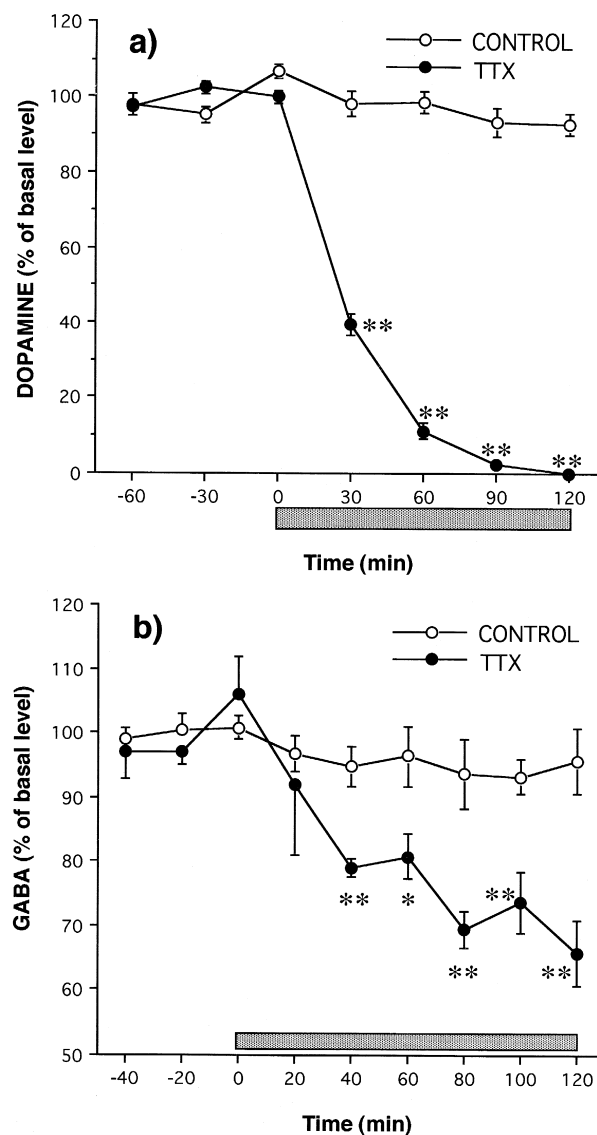 120
a)
CONTROL
TTX
100
80
60
40
20
0
DOPAMINE (% of basal level)
**
**
**
**
-60 -30 0 30 60 90 120
Time (min)
120
b)
CONTROL
TTX
110
100
90
80
70
60
50
GABA (% of basal level)
** *
**
**
**
-40 -20 0 20 40 60 80 100 120
Time (min)